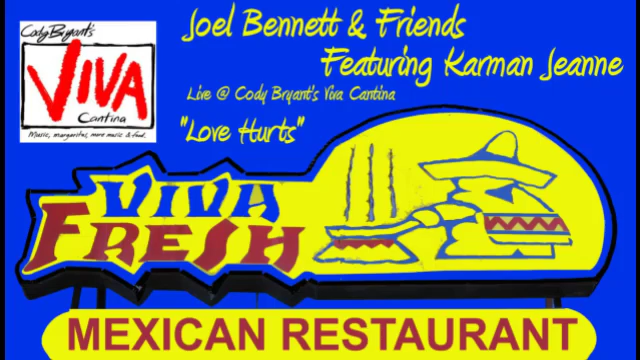 Cody Bryant's
VIVA
Cantina
Music, margaritas, more music & food.
Joel Bennett & Friends
Featuring Karman Jeanne
Live @ Cody Bryant's Viva Cantina
"Love Hurts"
VIVA
FRESH
MEXICAN RESTAURANT